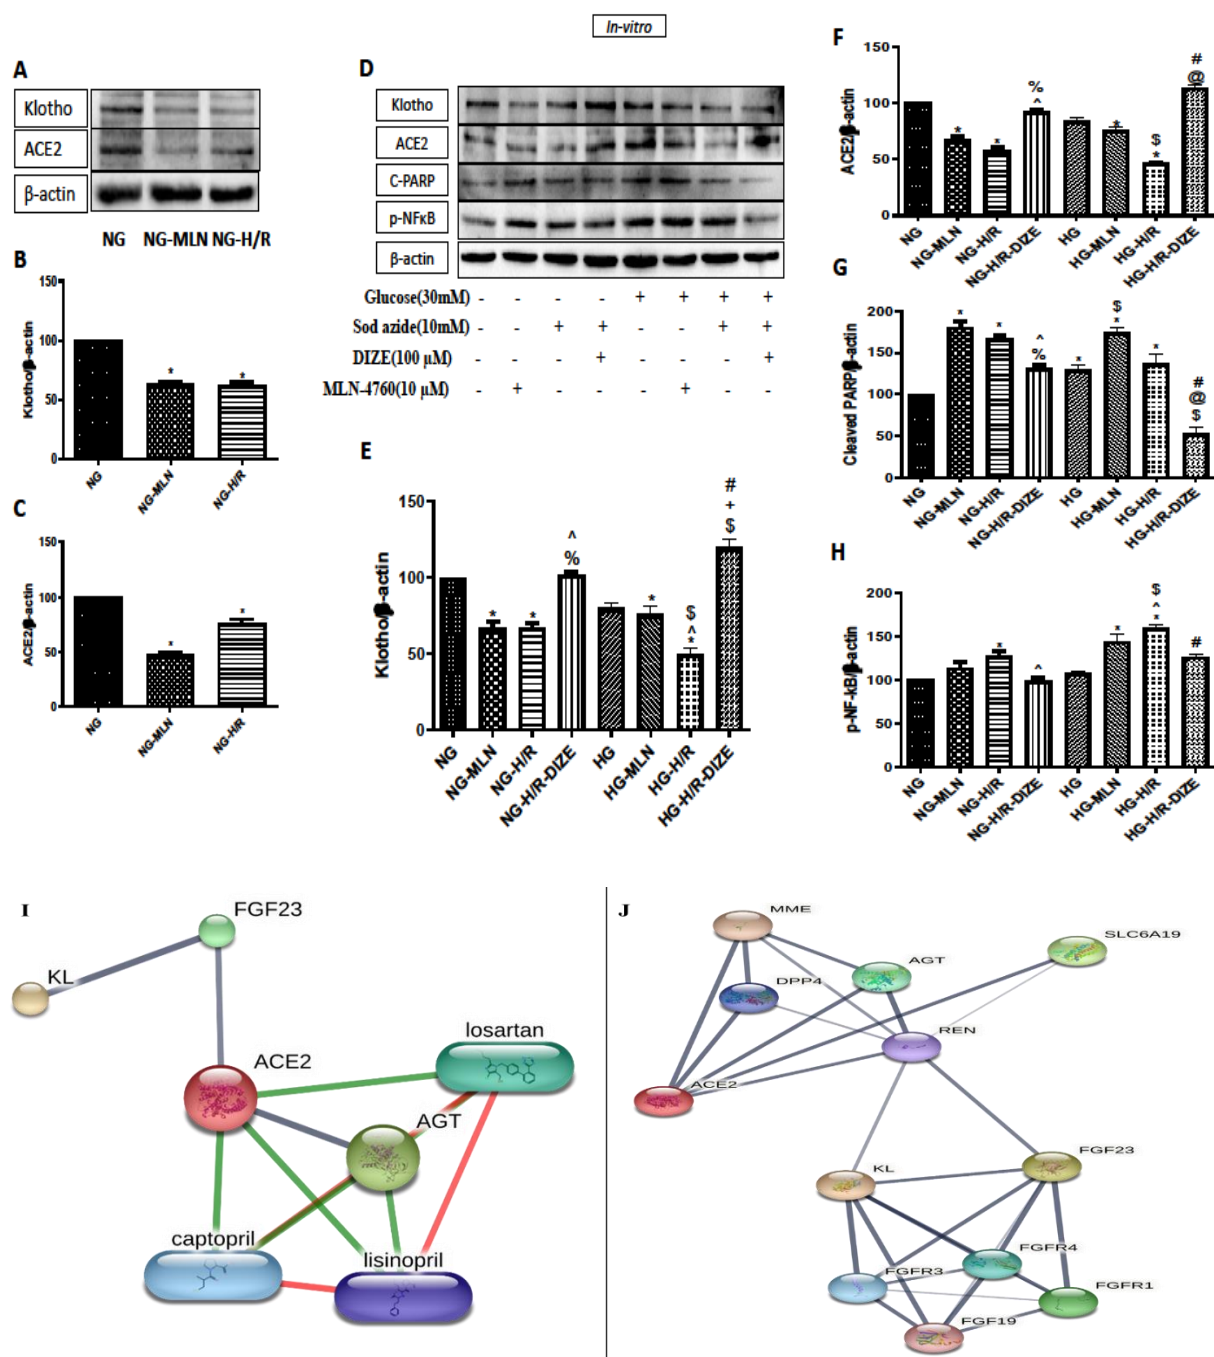 In-vitro
A
Klotho
ACE2
β-actin
NG NG-MLN NG-H/R
B
Klotho/β-actin
150
100
50
0
NG NG-MLN NG-H/R
* *
C
ACE2/β-actin
150
100
50
0
NG NG-MLN NG-H/R
* *
D
Klotho
ACE2
C-PARP
p-NFκB
β-actin
Glucose(30mM) - - - - + + + +
Sod azide(10mM) - - + + - - + +
DIZE(100 μM) - - - + - - - +
MLN-4760(10 μM) - + - - - + - -
E
Klotho/β-actin
150
100
50
0
* * ^ % * $ ^ * # + $
NG NG-MLN NG-H/R NG-H/R-DIZE HG HG-MLN HG-H/R HG-H/R-DIZE
F
ACE2/β-actin
150
100
50
0
* * % ^ * $ * # @
NG NG-MLN NG-H/R NG-H/R-DIZE HG HG-MLN HG-H/R HG-H/R-DIZE
G
Cleaved PARP/β-actin
200
150
100
50
0
* * ^ % * $ * * # @ $
NG NG-MLN NG-H/R NG-H/R-DIZE HG HG-MLN HG-H/R HG-H/R-DIZE
H
p-NF-kB/β-actin
200
150
100
50
0
* ^ * $ ^ * #
NG NG-MLN NG-H/R NG-H/R-DIZE HG HG-MLN HG-H/R HG-H/R-DIZE
I
FGF23
KL
losartan
ACE2
AGT
captopril
lisinopril
J
MME
SLC6A19
AGT
DPP4
REN
ACE2
KL
FGF23
FGFR4
FGFR3
FGFR1
FGF19